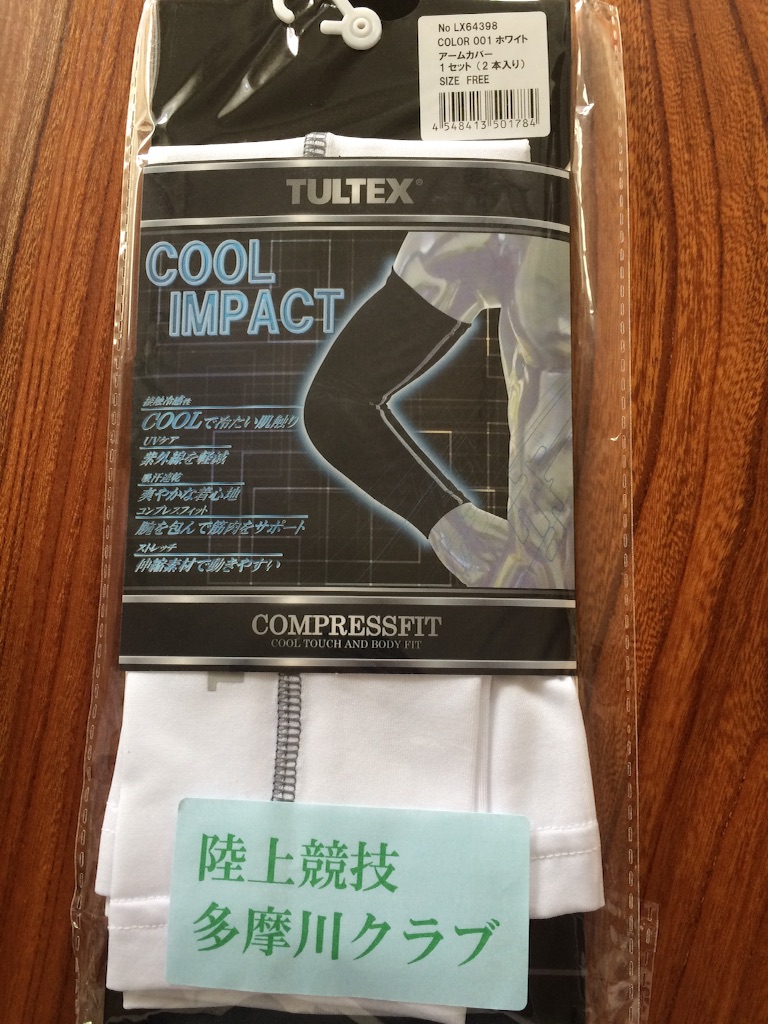 No LX64398
COLOR 001 ホワイト
アームカバー
1セット (2本入り)
SIZE FREE
4 548413 501784
TULTEX®
COOL
IMPACT
接触冷感性
COOLで冷たい肌触り
UVケア
紫外線を軽減
吸汗速乾
爽やかな着心地
コンプレスフィット
腕を包んで筋肉をサポート
ストレッチ
伸縮素材で動きやすい
COMPRESSFIT
COOL TOUCH AND BODY FIT
陸上競技
多摩川クラブ